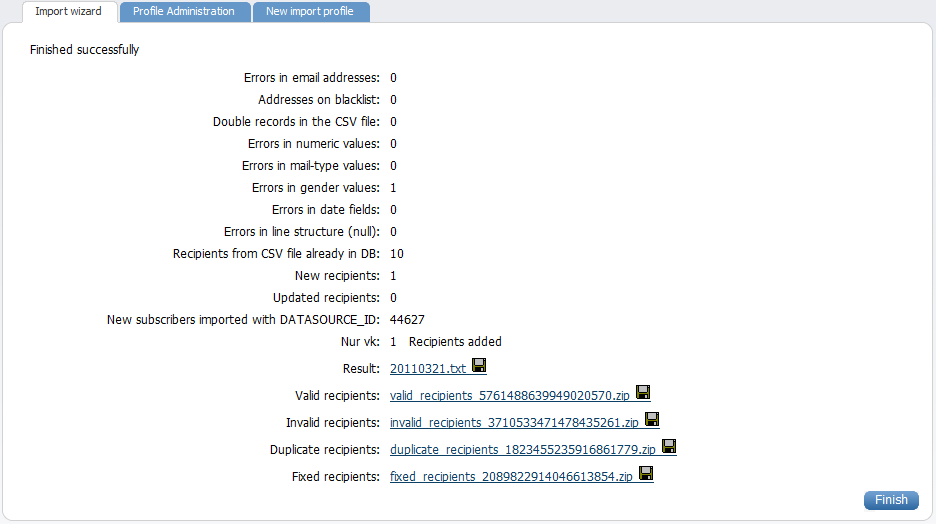 Import wizard Profile Administration New import profile
Finished successfully
Errors in email addresses: 0
Addresses on blacklist: 0
Double records in the CSV file: 0
Errors in numeric values: 0
Errors in mail-type values: 0
Errors in gender values: 1
Errors in date fields: 0
Errors in line structure (null): 0
Recipients from CSV file already in DB: 10
New recipients: 1
Updated recipients: 0
New subscribers imported with DATASOURCE_ID: 44627
Nur vk: 1 Recipients added
Result: 20110321.txt
Valid recipients: valid_recipients_5761488639949020570.zip
Invalid recipients: invalid_recipients_3710533471478435261.zip
Duplicate recipients: duplicate_recipients_1823455235916861779.zip
Fixed recipients: fixed_recipients_2089822914046613854.zip
Finish